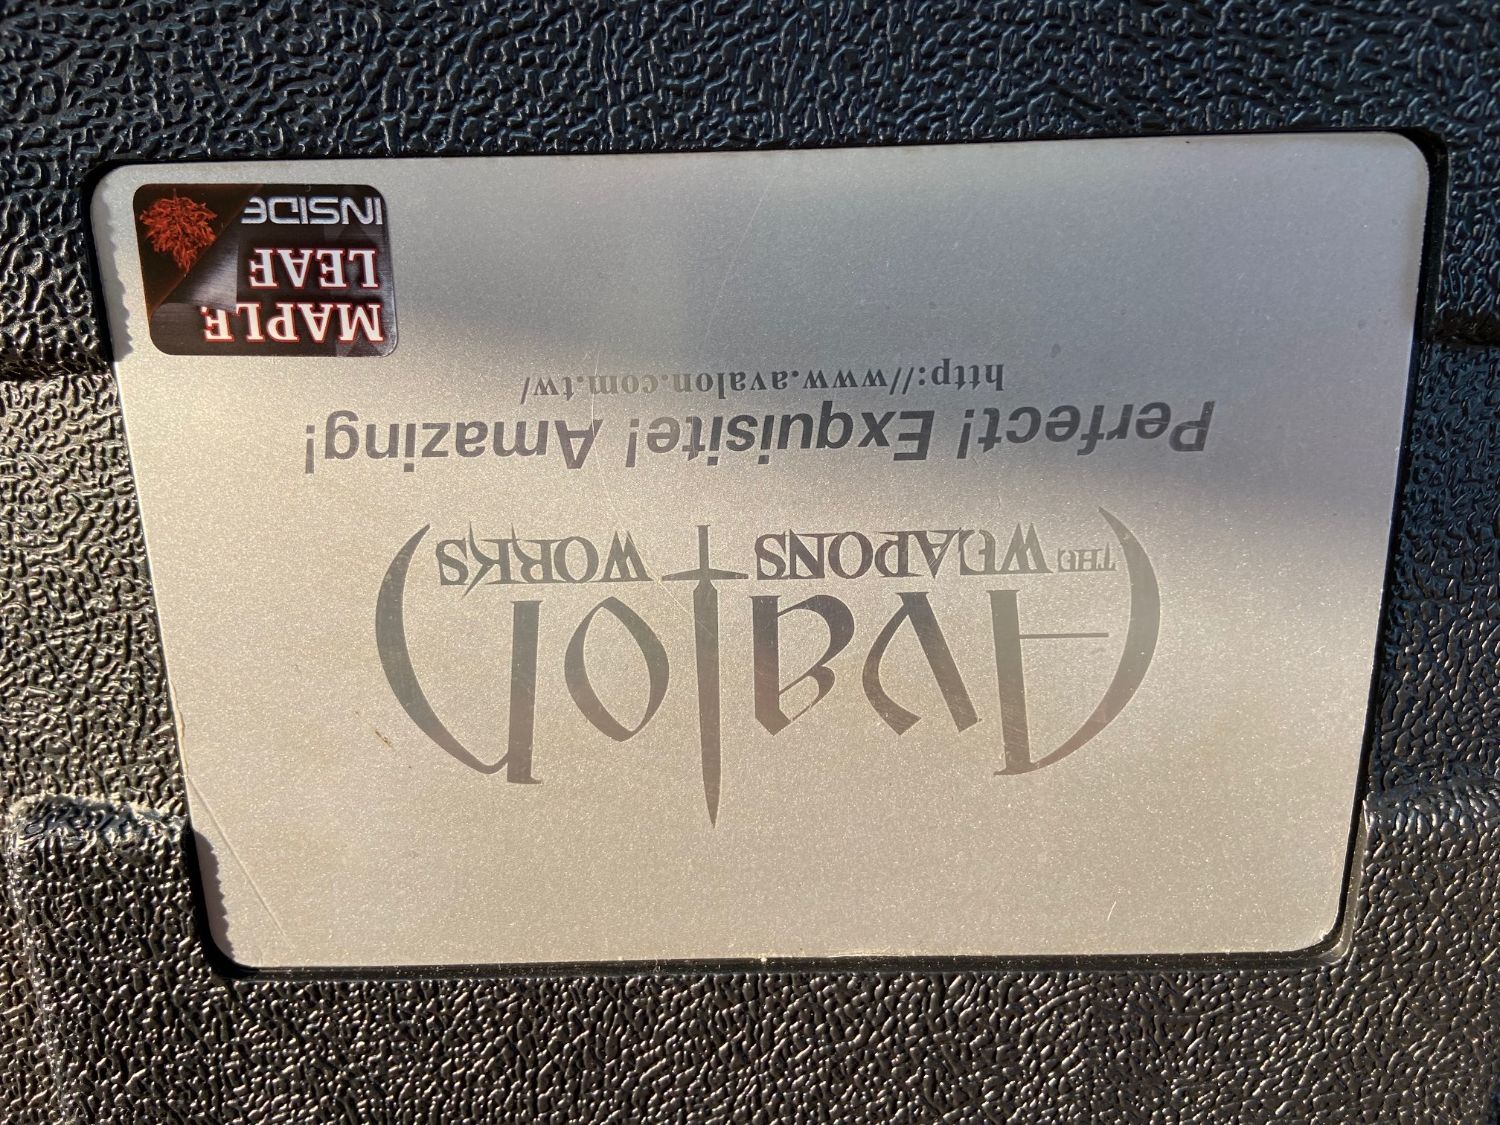 Avalon
THE WEAPONS WORKS
Perfect! Exquisite! Amazing!
http://www.avalon.com.tw/
MAPLE
LEAF
INSIDE